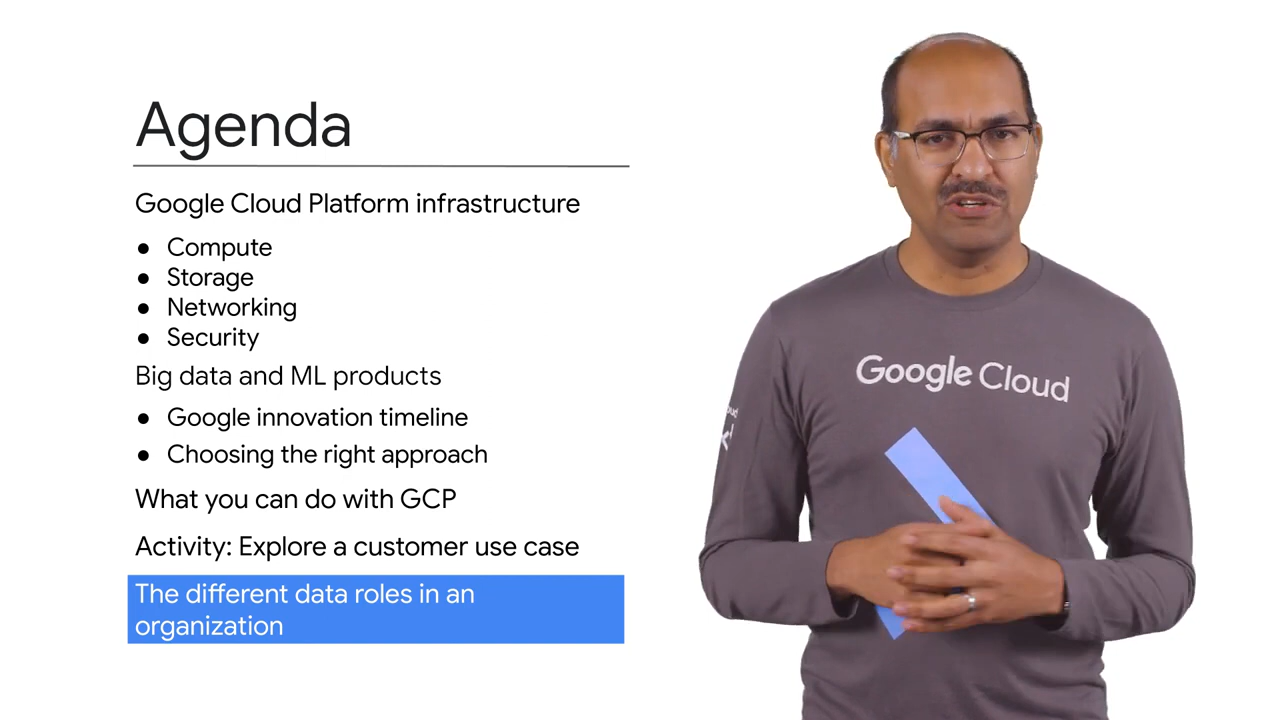 Agenda
Google Cloud Platform infrastructure
● Compute
● Storage
● Networking
● Security
Big data and ML products
● Google innovation timeline
● Choosing the right approach
What you can do with GCP
Activity: Explore a customer use case
The different data roles in an
organization
Google Cloud